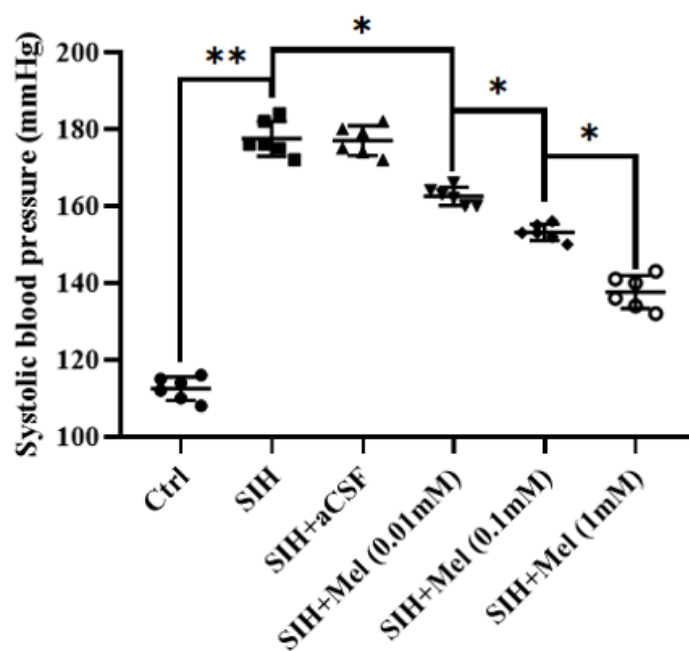 **
*
*
*
Systolic blood pressure (mmHg)
200
180
160
140
120
100
Ctrl
SIH
SIH+aCSF
SIH+Mel (0.01mM)
SIH+Mel (0.1mM)
SIH+Mel (1mM)